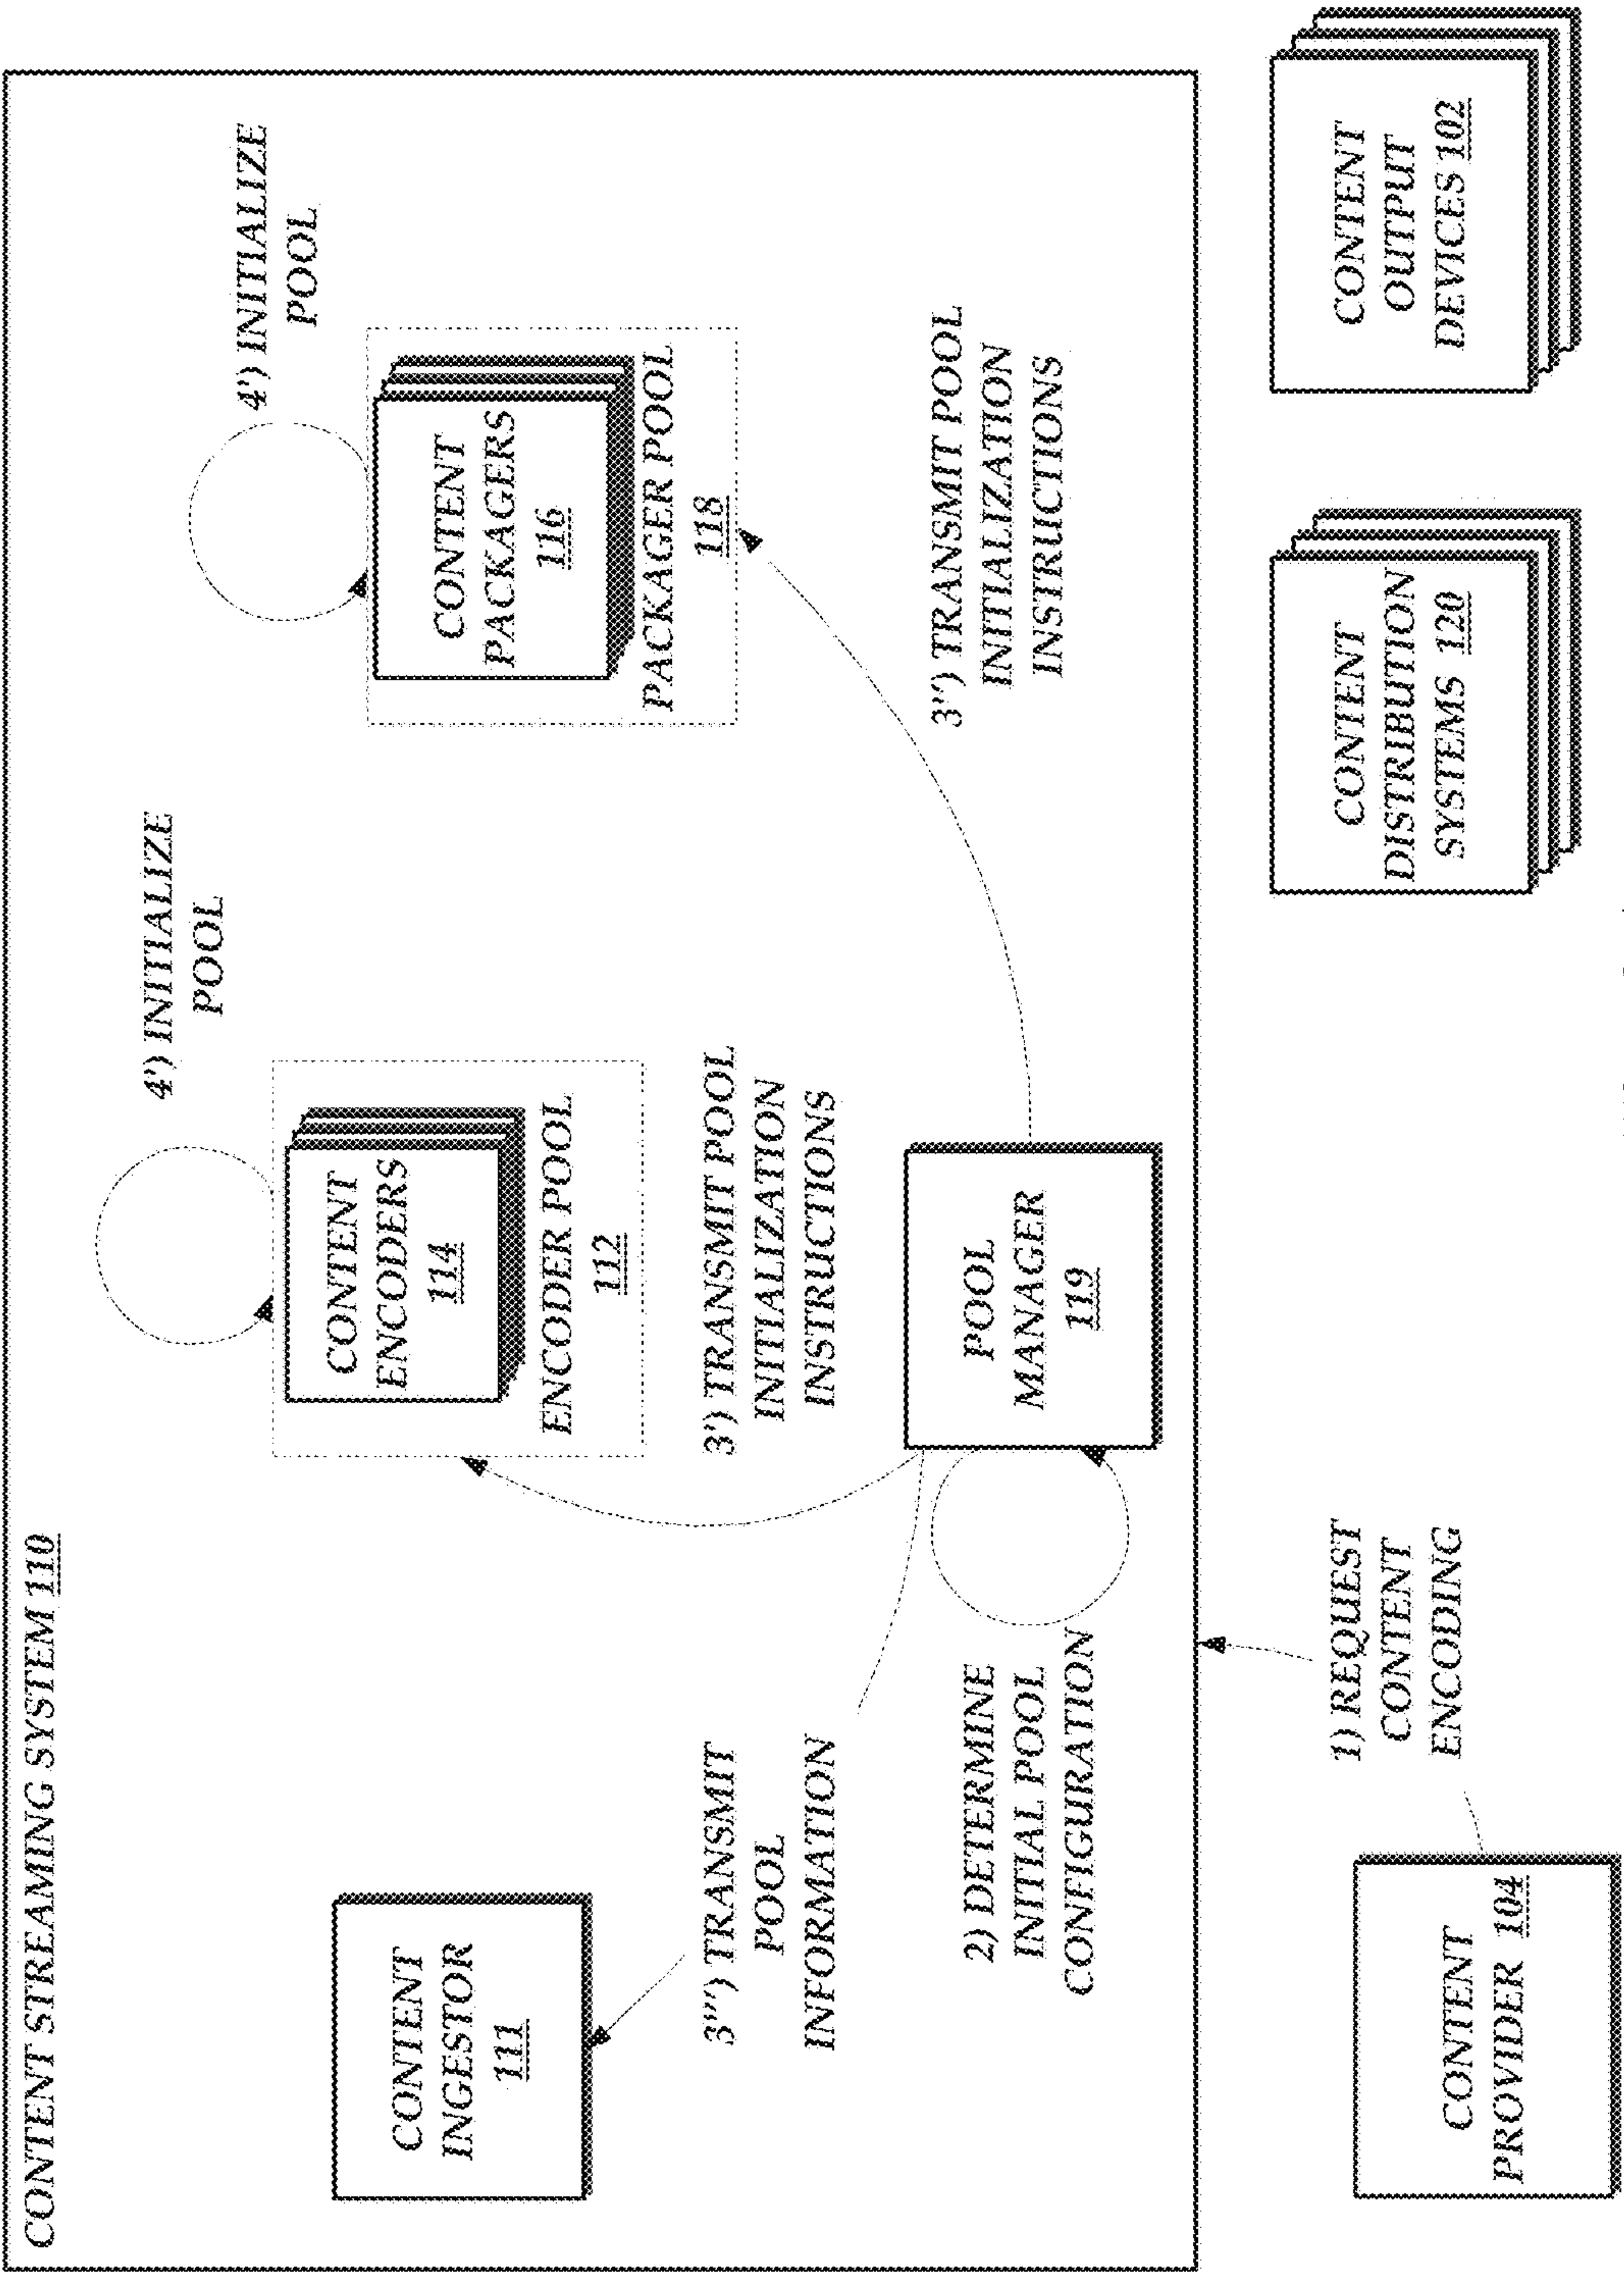 CONTENT STREAMING SYSTEM 110
4') INITIALIZE
POOL
4') INITIALIZE
POOL
CONTENT
INGESTOR
111
CONTENT
ENCODERS
114
ENCODER POOL
112
CONTENT
PACKAGERS
116
PACKAGER POOL
118
3''') TRANSMIT
POOL
INFORMATION
3') TRANSMIT POOL
INITIALIZATION
INSTRUCTIONS
3'') TRANSMIT POOL
INITIALIZATION
INSTRUCTIONS
2) DETERMINE
INITIAL POOL
CONFIGURATION
POOL
MANAGER
119
1) REQUEST
CONTENT
ENCODING
CONTENT
PROVIDER 104
CONTENT
DISTRIBUTION
SYSTEMS 120
CONTENT
OUTPUT
DEVICES 102